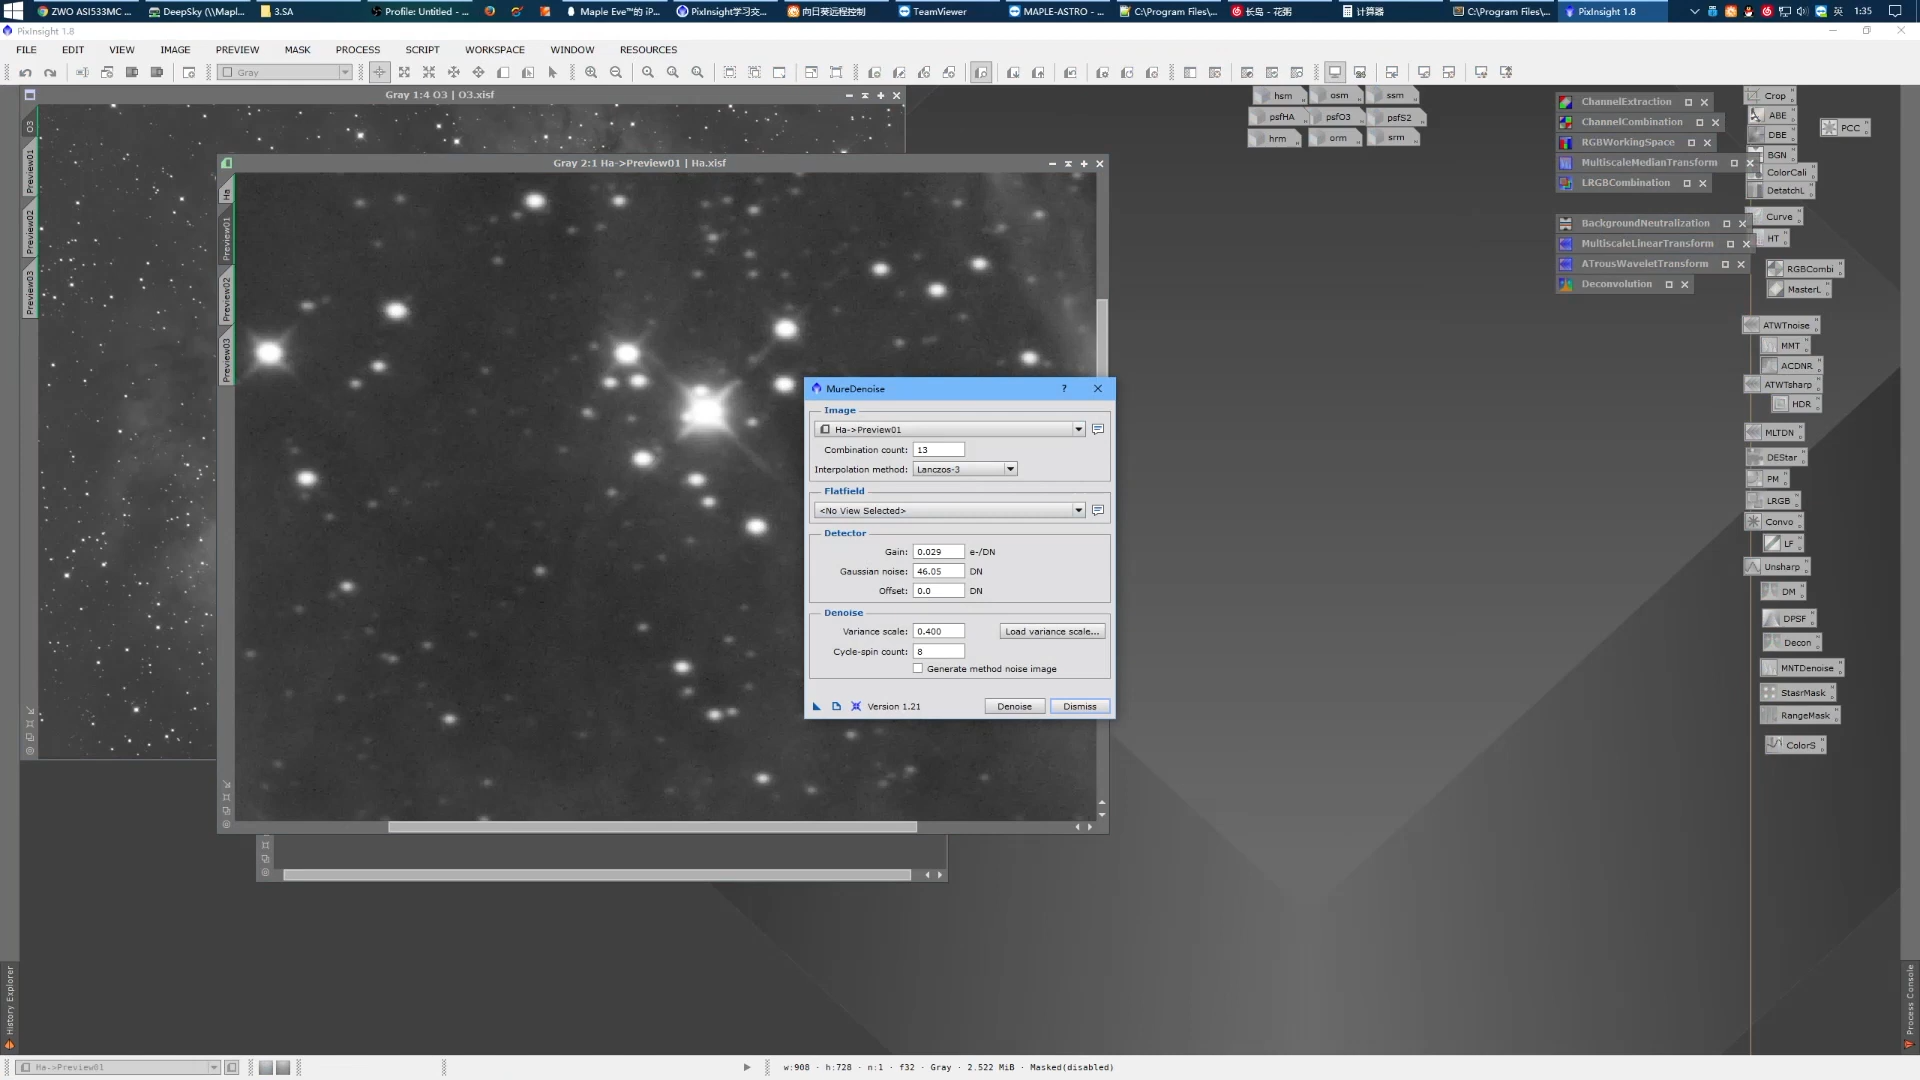 ZWO ASI533MC ...
DeepSky (\\Mapl...
3.SA
Profile: Untitled - ...
Maple Eve™的 iP...
PixInsight学习交...
向日葵远程控制
TeamViewer
MAPLE-ASTRO - ...
C:\Program Files\...
长岛 - 花粥
计算器
C:\Program Files\...
PixInsight 1.8
英
1:35
PixInsight 1.8
FILE EDIT VIEW IMAGE PREVIEW MASK PROCESS SCRIPT WORKSPACE WINDOW RESOURCES
Gray
Gray 1:4 O3 | O3.xisf
O3
Preview01
Preview02
Preview03
Gray 2:1 Ha->Preview01 | Ha.xisf
Ha
Preview01
Preview02
Preview03
MureDenoise
?
Image
Ha->Preview01
Combination count: 13
Interpolation method: Lanczos-3
Flatfield
<No View Selected>
Detector
Gain: 0.029 e-/DN
Gaussian noise: 46.05 DN
Offset: 0.0 DN
Denoise
Variance scale: 0.400 Load variance scale...
Cycle-spin count: 8
Generate method noise image
Version 1.21 Denoise Dismiss
hsm osm ssm
psfHA psfO3 psfS2
hrm orm srm
ChannelExtraction
ChannelCombination
RGBWorkingSpace
MultiscaleMedianTransform
LRGBCombination
BackgroundNeutralization
MultiscaleLinearTransform
ATrousWaveletTransform
Deconvolution
Crop
ABE
PCC
DBE
BGN
ColorCali
DetatchL
Curve
HT
RGBCombi
MasterL
ATWTnoise
MMT
ACDNR
ATWTsharp
HDR
MLTDN
DEStar
PM
LRGB
Convo
LF
Unsharp
DM
DPSF
Decon
MNTDenoise
StasrMask
RangeMask
ColorS
History Explorer
Process Console
Ha->Preview01
w:908 · h:728 · n:1 · f32 · Gray · 2.522 MiB · Masked(disabled)